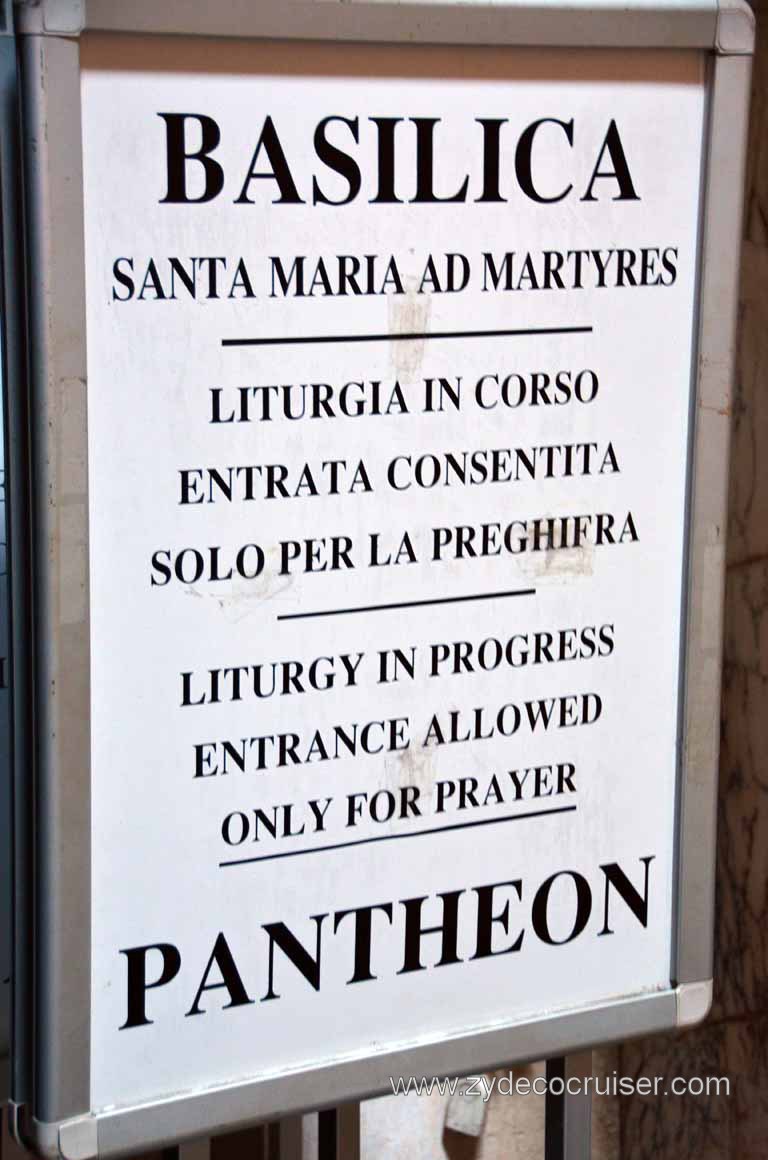 BASILICA
SANTA MARIA AD MARTYRES
LITURGIA IN CORSO
ENTRATA CONSENTITA
SOLO PER LA PREGHIFRA
LITURGY IN PROGRESS
ENTRANCE ALLOWED
ONLY FOR PRAYER
PANTHEON
www.zydecocruiser.com